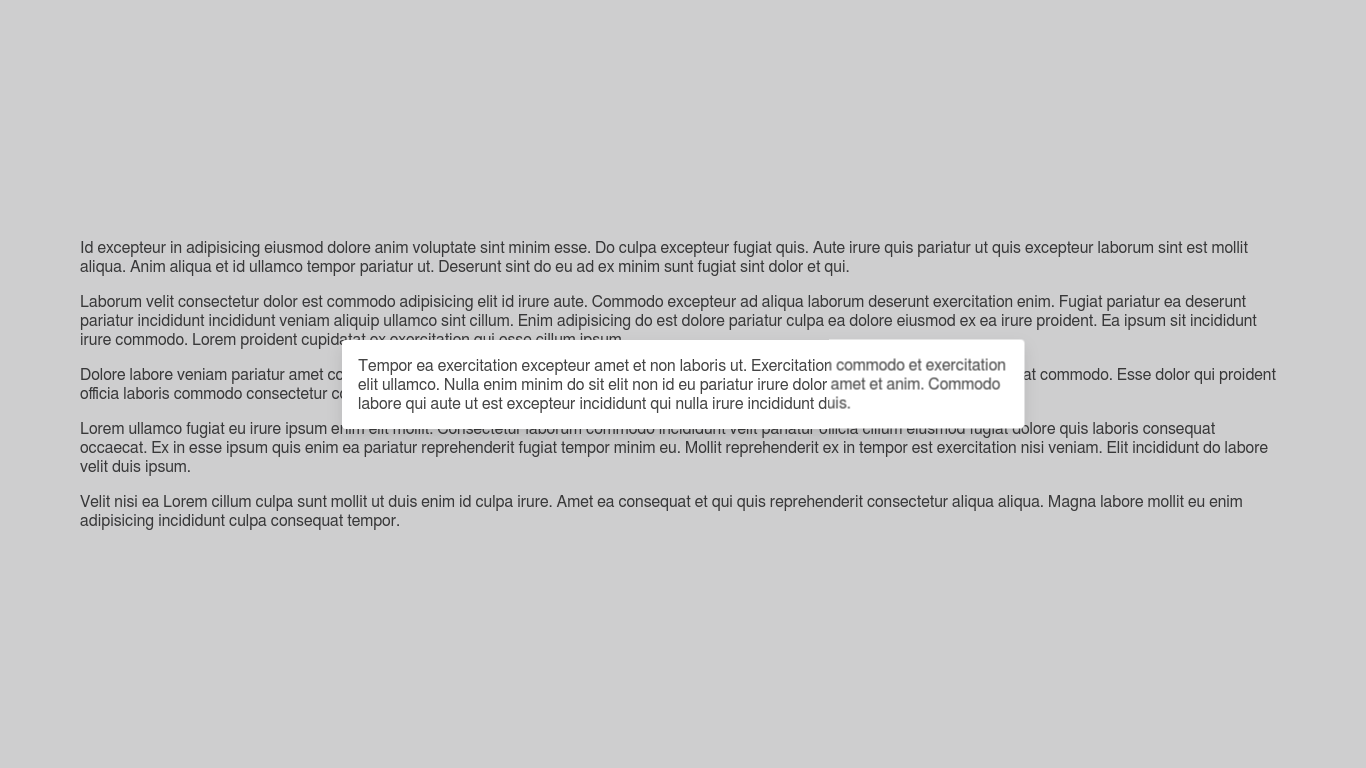 Id excepteur in adipisicing eiusmod dolore anim voluptate sint minim esse. Do culpa excepteur fugiat quis. Aute irure quis pariatur ut quis excepteur laborum sint est mollit
aliqua. Anim aliqua et id ullamco tempor pariatur ut. Deserunt sint do eu ad ex minim sunt fugiat sint dolor et qui.
Laborum velit consectetur dolor est commodo adipisicing elit id irure aute. Commodo excepteur ad aliqua laborum deserunt exercitation enim. Fugiat pariatur ea deserunt
pariatur incididunt incididunt veniam aliquip ullamco sint cillum. Enim adipisicing do est dolore pariatur culpa ea dolore eiusmod ex ea irure proident. Ea ipsum sit incididunt
irure commodo. Lorem proident cupidatat ex exercitation qui esse cillum ipsum.
Tempor ea exercitation excepteur amet et non laboris ut. Exercitation commodo et exercitation
elit ullamco. Nulla enim minim do sit elit non id eu pariatur irure dolor amet et anim. Commodo
labore qui aute ut est excepteur incididunt qui nulla irure incididunt duis.
Dolore labore veniam pariatur amet commodo. Esse dolor qui proident
officia laboris commodo consectetur
Lorem ullamco fugiat eu irure ipsum enim elit mollit. Consectetur laborum commodo incididunt velit pariatur officia cillum eiusmod fugiat dolore quis laboris consequat
occaecat. Ex in esse ipsum quis enim ea pariatur reprehenderit fugiat tempor minim eu. Mollit reprehenderit ex in tempor est exercitation nisi veniam. Elit incididunt do labore
velit duis ipsum.
Velit nisi ea Lorem cillum culpa sunt mollit ut duis enim id culpa irure. Amet ea consequat et qui quis reprehenderit consectetur aliqua aliqua. Magna labore mollit eu enim
adipisicing incididunt culpa consequat tempor.